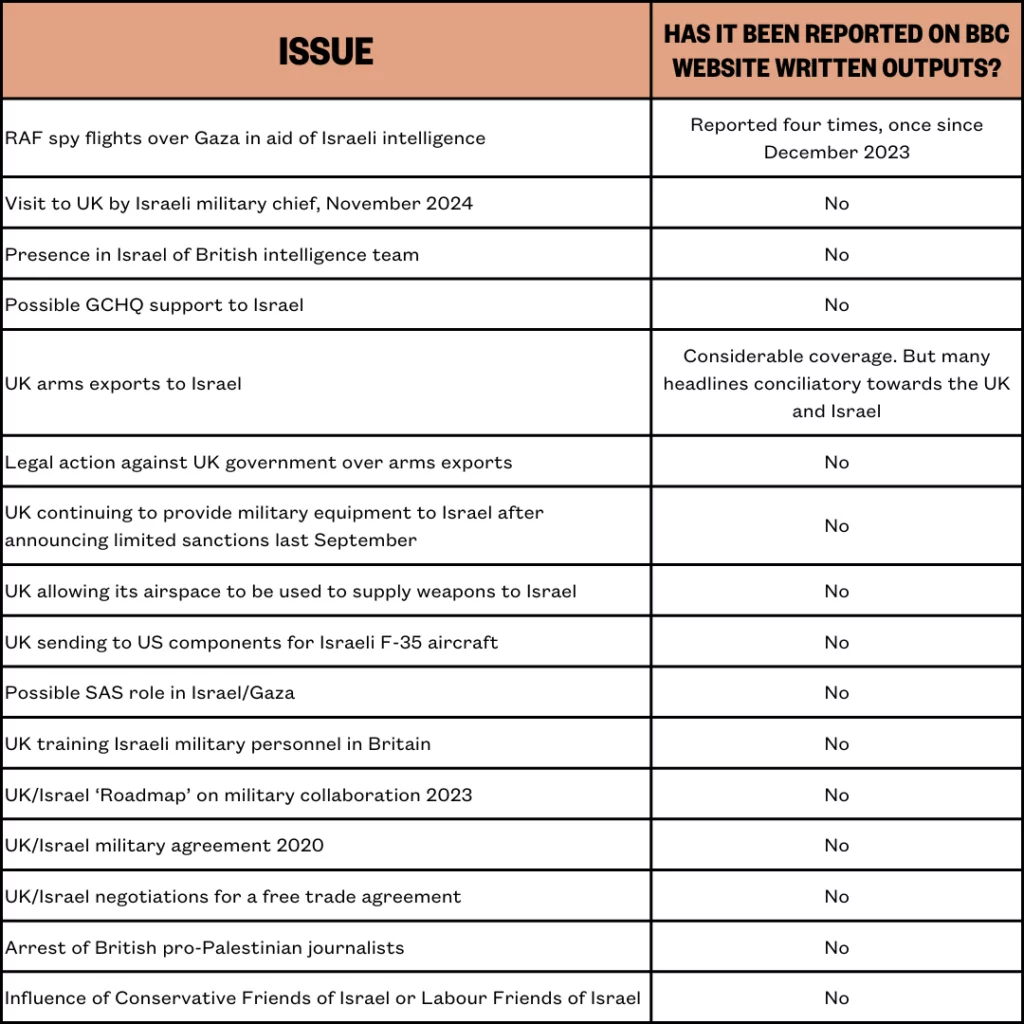 ISSUE
HAS IT BEEN REPORTED ON BBC
WEBSITE WRITTEN OUTPUTS?
RAF spy flights over Gaza in aid of Israeli intelligence
Reported four times, once since
December 2023
Visit to UK by Israeli military chief, November 2024
No
Presence in Israel of British intelligence team
No
Possible GCHQ support to Israel
No
UK arms exports to Israel
Considerable coverage. But many
headlines conciliatory towards the UK
and Israel
Legal action against UK government over arms exports
No
UK continuing to provide military equipment to Israel after
announcing limited sanctions last September
No
UK allowing its airspace to be used to supply weapons to Israel
No
UK sending to US components for Israeli F-35 aircraft
No
Possible SAS role in Israel/Gaza
No
UK training Israeli military personnel in Britain
No
UK/Israel ‘Roadmap’ on military collaboration 2023
No
UK/Israel military agreement 2020
No
UK/Israel negotiations for a free trade agreement
No
Arrest of British pro-Palestinian journalists
No
Influence of Conservative Friends of Israel or Labour Friends of Israel
No